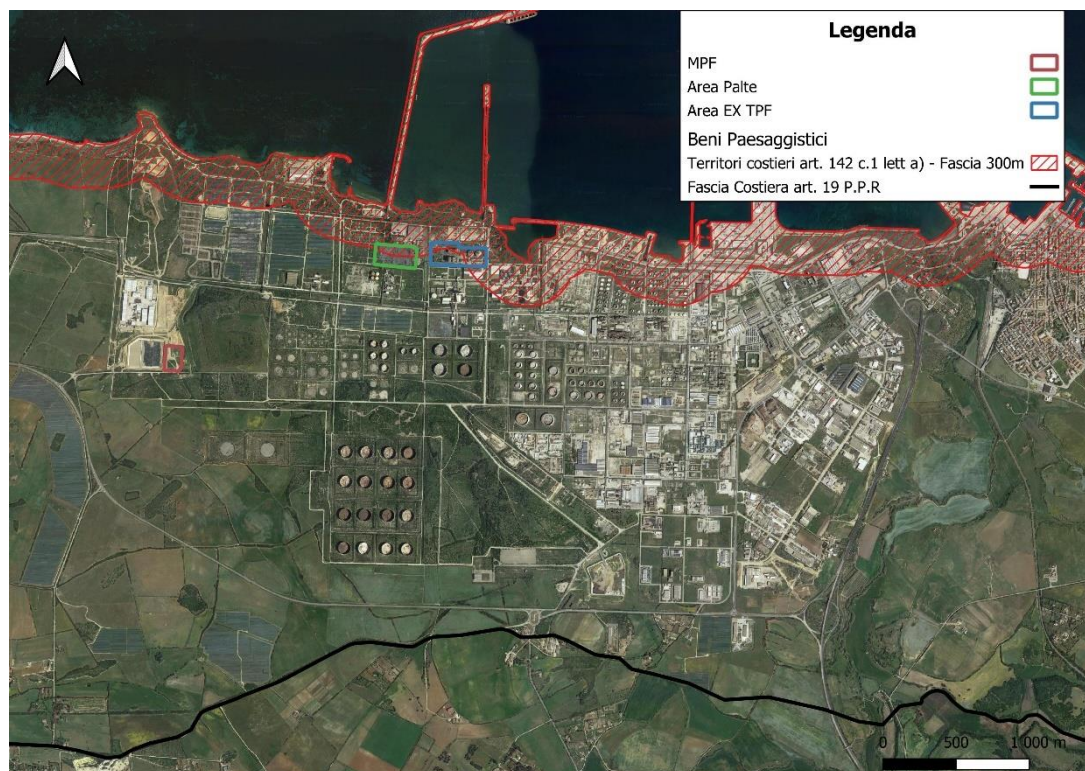 Legenda
MPF
Area Palte
Area EX TPF
Beni Paesaggistici
Territori costieri art. 142 c.1 lett a) - Fascia 300m
Fascia Costiera art. 19 P.P.R
0 500 1 000 m